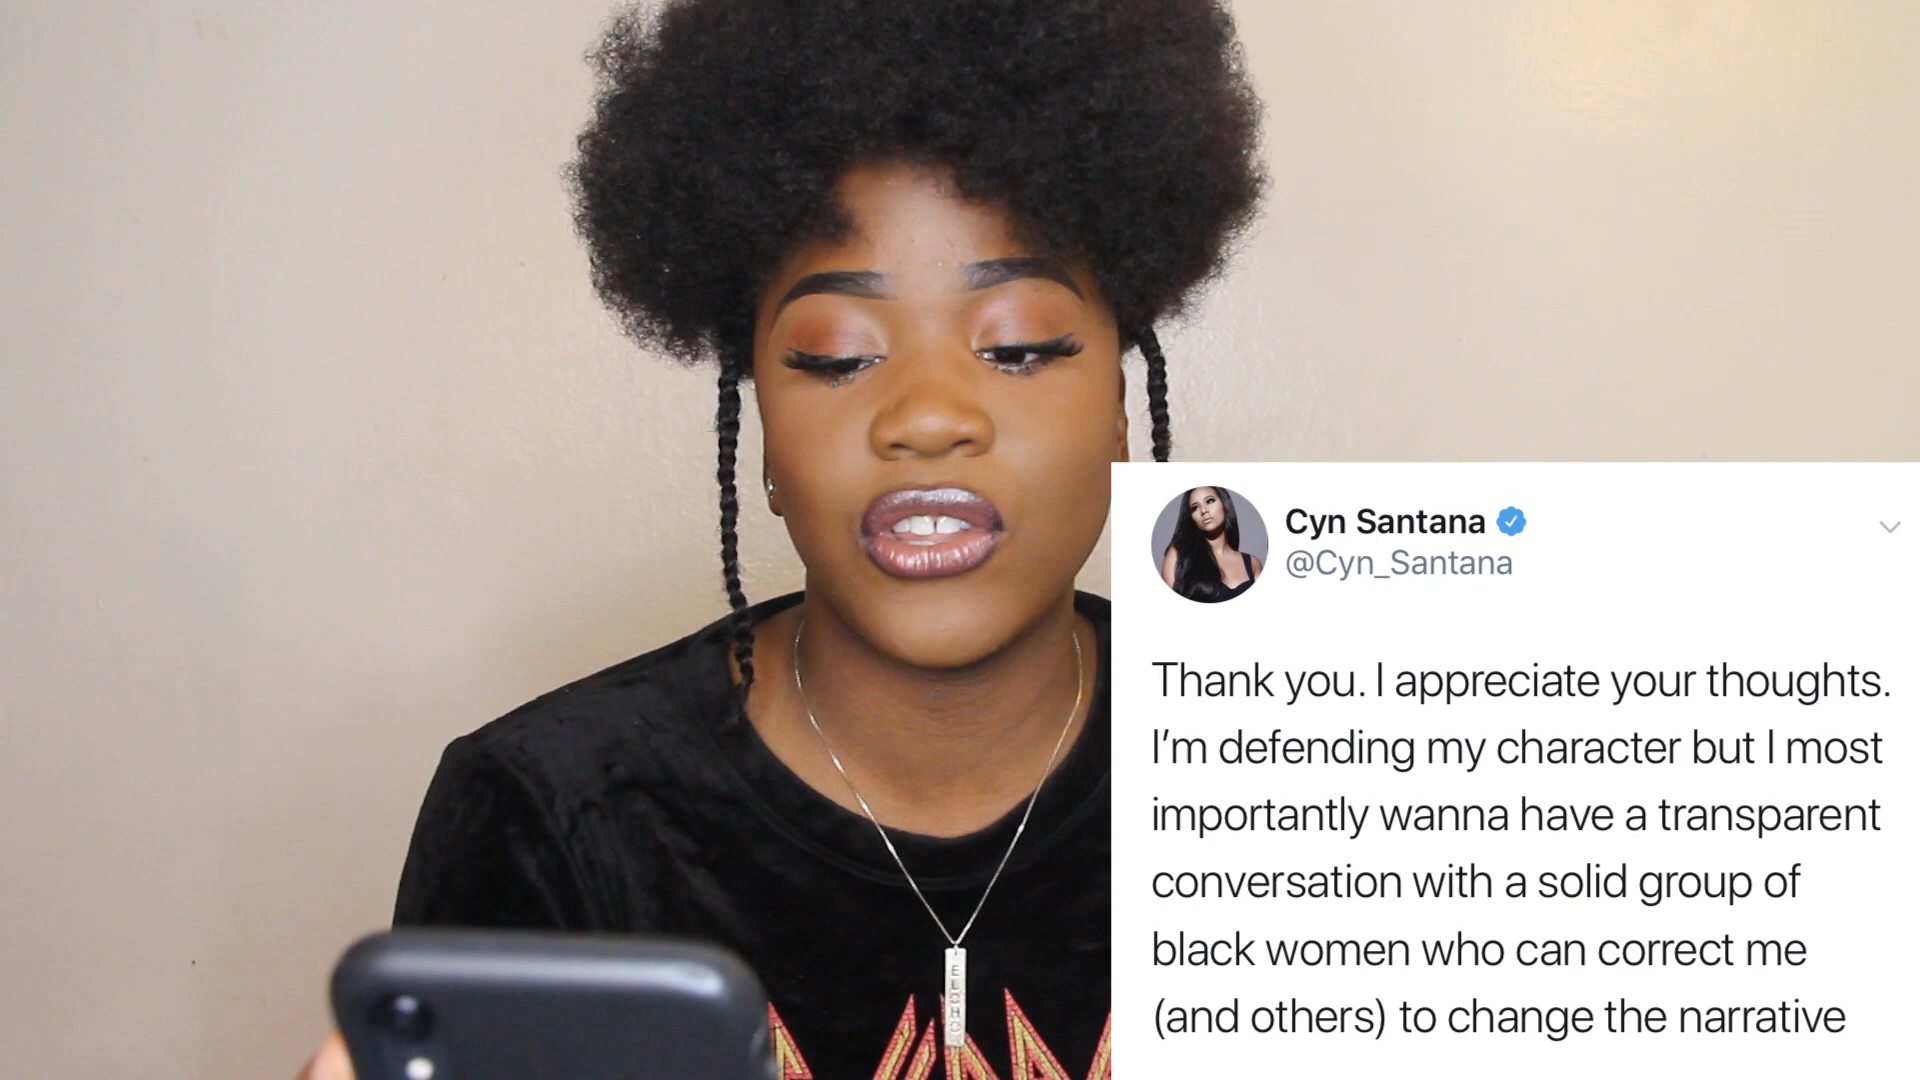 Cyn Santana
@Cyn_Santana
Thank you. I appreciate your thoughts.
I’m defending my character but I most
importantly wanna have a transparent
conversation with a solid group of
black women who can correct me
(and others) to change the narrative